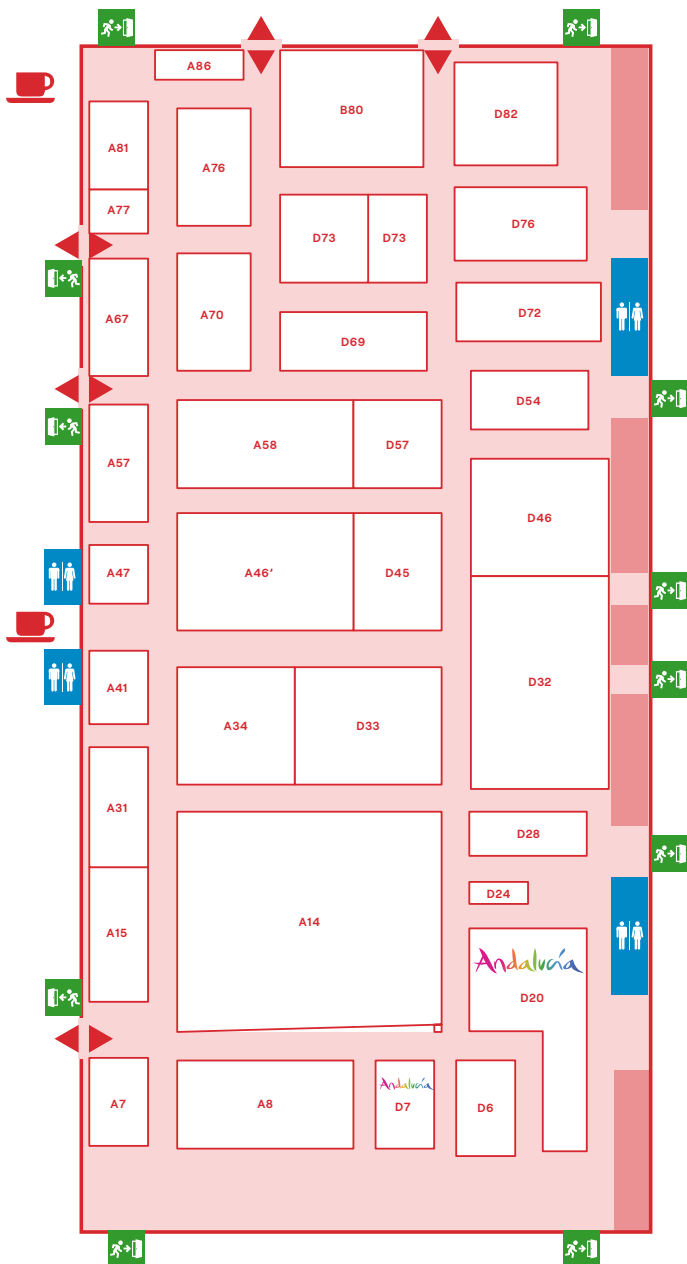 A86
B80
D82
A81
A76
A77
D76
D73
D73
A67
A70
D72
D69
D54
A58
D57
A57
D46
A47
A46’
D45
A41
D32
A34
D33
A31
D28
D24
A14
A15
Andalucía
D20
Andalucía
A7
A8
D7
D6